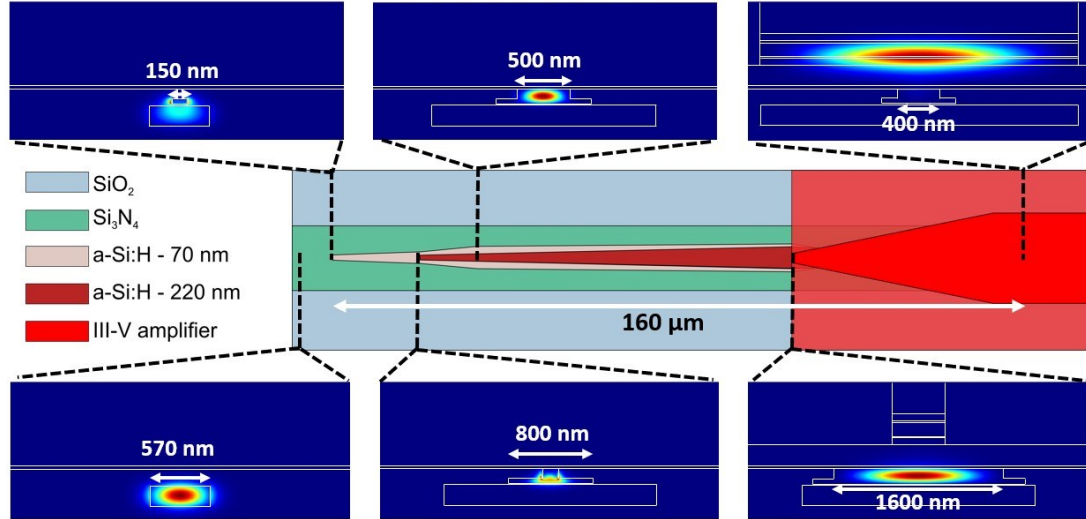 150 nm
500 nm
400 nm
SiO₂
Si₃N₄
a-Si:H - 70 nm
a-Si:H - 220 nm
III-V amplifier
160 µm
570 nm
800 nm
1600 nm